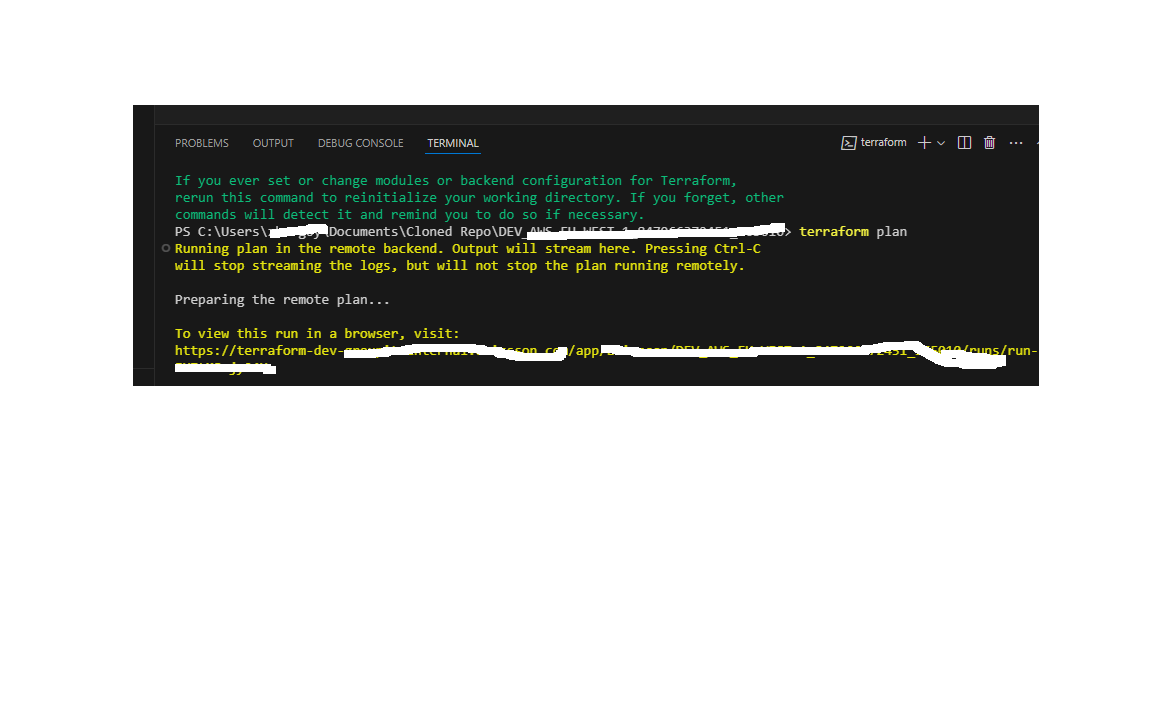 PROBLEMS OUTPUT DEBUG CONSOLE TERMINAL terraform
If you ever set or change modules or backend configuration for Terraform,
rerun this command to reinitialize your working directory. If you forget, other
commands will detect it and remind you to do so if necessary.
PS C:\Users\ \Documents\Cloned Repo\DEV > terraform plan
Running plan in the remote backend. Output will stream here. Pressing Ctrl-C
will stop streaming the logs, but will not stop the plan running remotely.
Preparing the remote plan...
To view this run in a browser, visit:
https://terraform-dev- /app/ /runs/run-